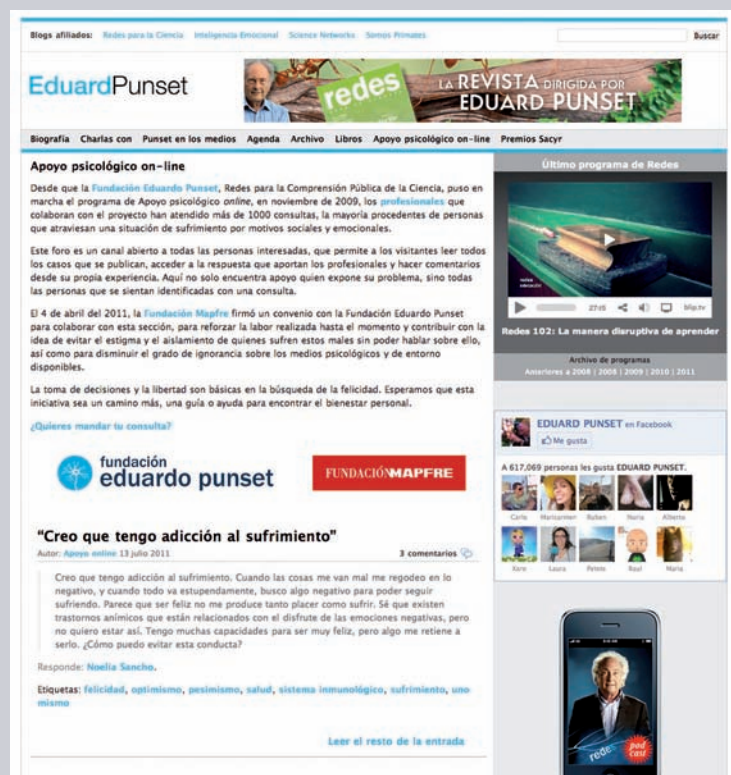 Blogs afiliados: Redes para la Ciencia Inteligencia Emocional Science Networks Somos Primates
Buscar
EduardPunset
redes
LA REVISTA DIRIGIDA POR
EDUARD PUNSET
Biografía Charlas con Punset en los medios Agenda Archivo Libros Apoyo psicológico on-line Premios Sacyr
Apoyo psicológico on-line
Desde que la Fundación Eduardo Punset, Redes para la Comprensión Pública de la Ciencia, puso en
marcha el programa de Apoyo psicológico online, en noviembre de 2009, los profesionales que
colaboran con el proyecto han atendido más de 1000 consultas, la mayoría procedentes de personas
que atraviesan una situación de sufrimiento por motivos sociales y emocionales.
Este foro es un canal abierto a todas las personas interesadas, que permite a los visitantes leer todos
los casos que se publican, acceder a la respuesta que aportan los profesionales y hacer comentarios
desde su propia experiencia. Aquí no solo encuentra apoyo quien expone su problema, sino todas
las personas que se sientan identificadas con una consulta.
El 4 de abril del 2011, la Fundación Mapfre firmó un convenio con la Fundación Eduardo Punset
para colaborar con esta sección, para reforzar la labor realizada hasta el momento y contribuir con la
idea de evitar el estigma y el aislamiento de quienes sufren estos males sin poder hablar sobre ello,
así como para disminuir el grado de ignorancia sobre los medios psicológicos y de entorno
disponibles.
La toma de decisiones y la libertad son básicas en la búsqueda de la felicidad. Esperamos que esta
iniciativa sea un camino más, una guía o ayuda para encontrar el bienestar personal.
¿Quieres mandar tu consulta?
fundación
eduardo punset
FUNDACIÓNMAPFRE
"Creo que tengo adicción al sufrimiento"
Autor: Apoyo online 13 julio 2011 3 comentarios
Creo que tengo adicción al sufrimiento. Cuando las cosas me van mal me regodeo en lo
negativo, y cuando todo va estupendamente, busco algo negativo para poder seguir
sufriendo. Parece que ser feliz no me produce tanto placer como sufrir. Sé que existen
trastornos anímicos que están relacionados con el disfrute de las emociones negativas, pero
no quiero estar así. Tengo muchas capacidades para ser muy feliz, pero algo me retiene a
serlo. ¿Cómo puedo evitar esta conducta?
Responde: Noelia Sancho.
Etiquetas: felicidad, optimismo, pesimismo, salud, sistema inmunológico, sufrimiento, uno
mismo
Leer el resto de la entrada
Último programa de Redes
27:15 blip.tv
Redes 102: La manera disruptiva de aprender
Archivo de programas
Anteriores a 2008 | 2008 | 2009 | 2010 | 2011
EDUARD PUNSET en Facebook
Me gusta
A 617,069 personas les gusta EDUARD PUNSET.
Carla Maricarmen Ruben Nuria Alberto
Xare Laura Peteto Raul Maria
redes
pod
cast